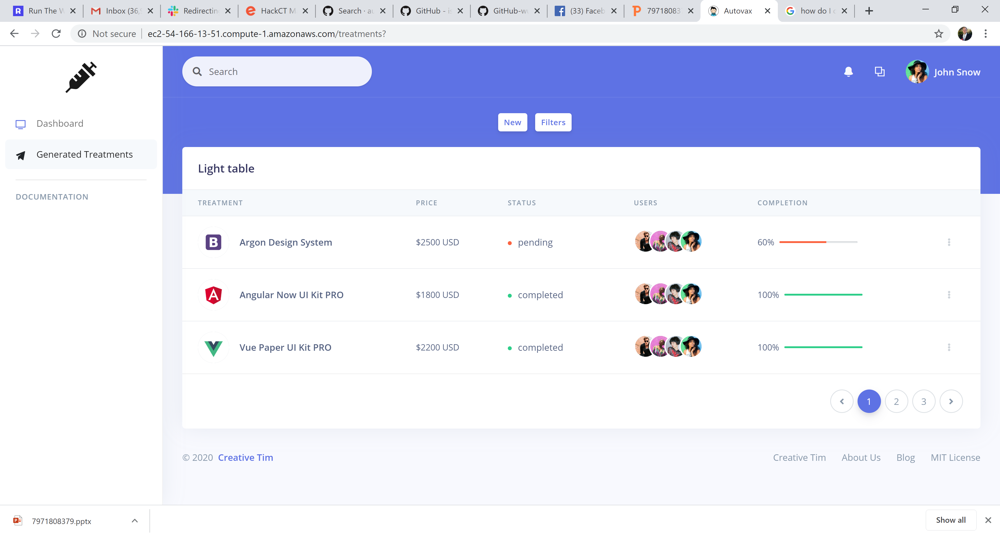 Run The W
Inbox (36,9
Redirecting
HackCT M
Search · au
GitHub - is
GitHub-wu
(33) Faceb
797180837
Autovax
how do I c
Not secure | ec2-54-166-13-51.compute-1.amazonaws.com/treatments?
Search
John Snow
Dashboard
Generated Treatments
DOCUMENTATION
New
Filters
Light table
TREATMENT PRICE STATUS USERS COMPLETION
B Argon Design System $2500 USD pending 60%
A Angular Now UI Kit PRO $1800 USD completed 100%
Vue Paper UI Kit PRO $2200 USD completed 100%
1 2 3
© 2020 Creative Tim
Creative Tim About Us Blog MIT License
7971808379.pptx
Show all